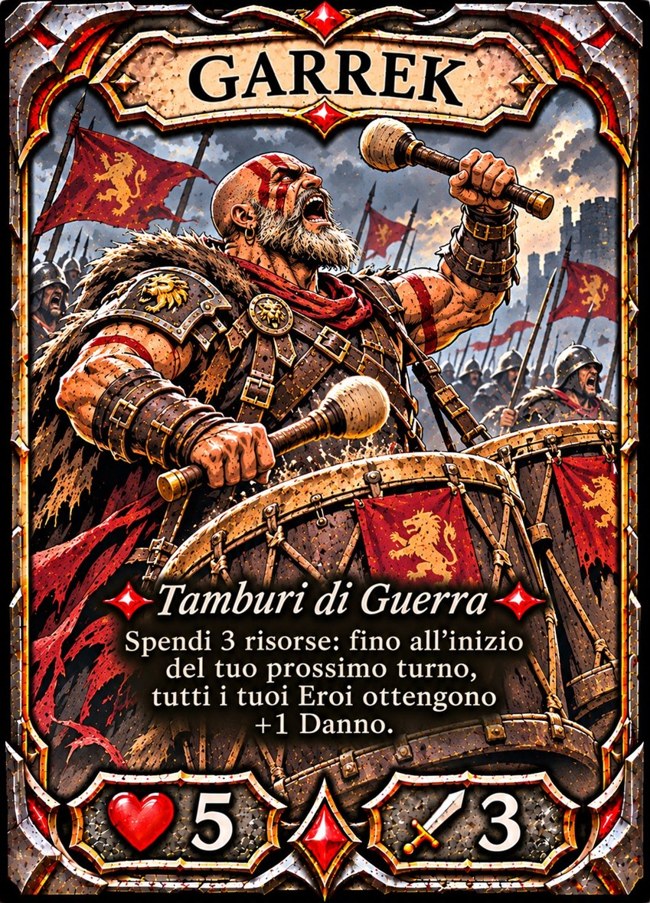 GARREK
Tamburi di Guerra
Spendi 3 risorse: fino all'inizio
del tuo prossimo turno,
tutti i tuoi Eroi ottengono
+1 Danno.
5
3